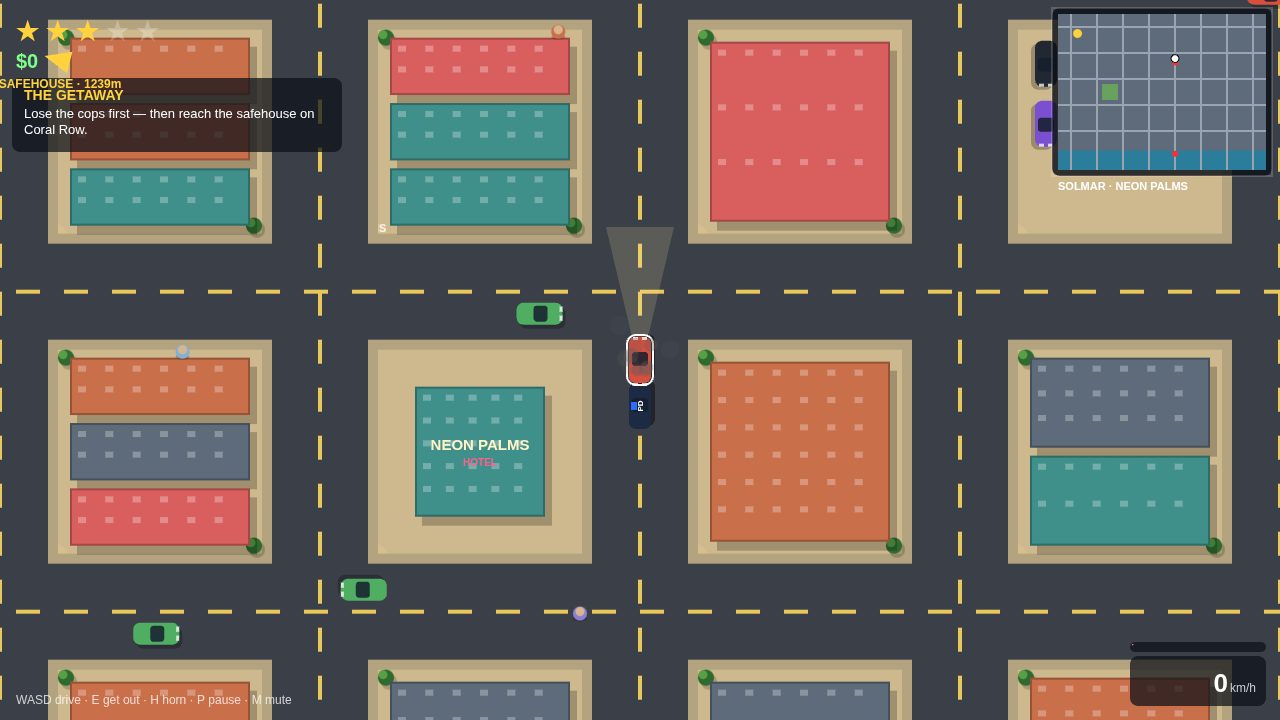 $0
SAFEHOUSE · 1239m
THE GETAWAY
Lose the cops first — then reach the safehouse on
Coral Row.
SOLMAR · NEON PALMS
S
PD
NEON PALMS
HOTEL
WASD drive · E get out · H horn · P pause · M mute
0 km/h